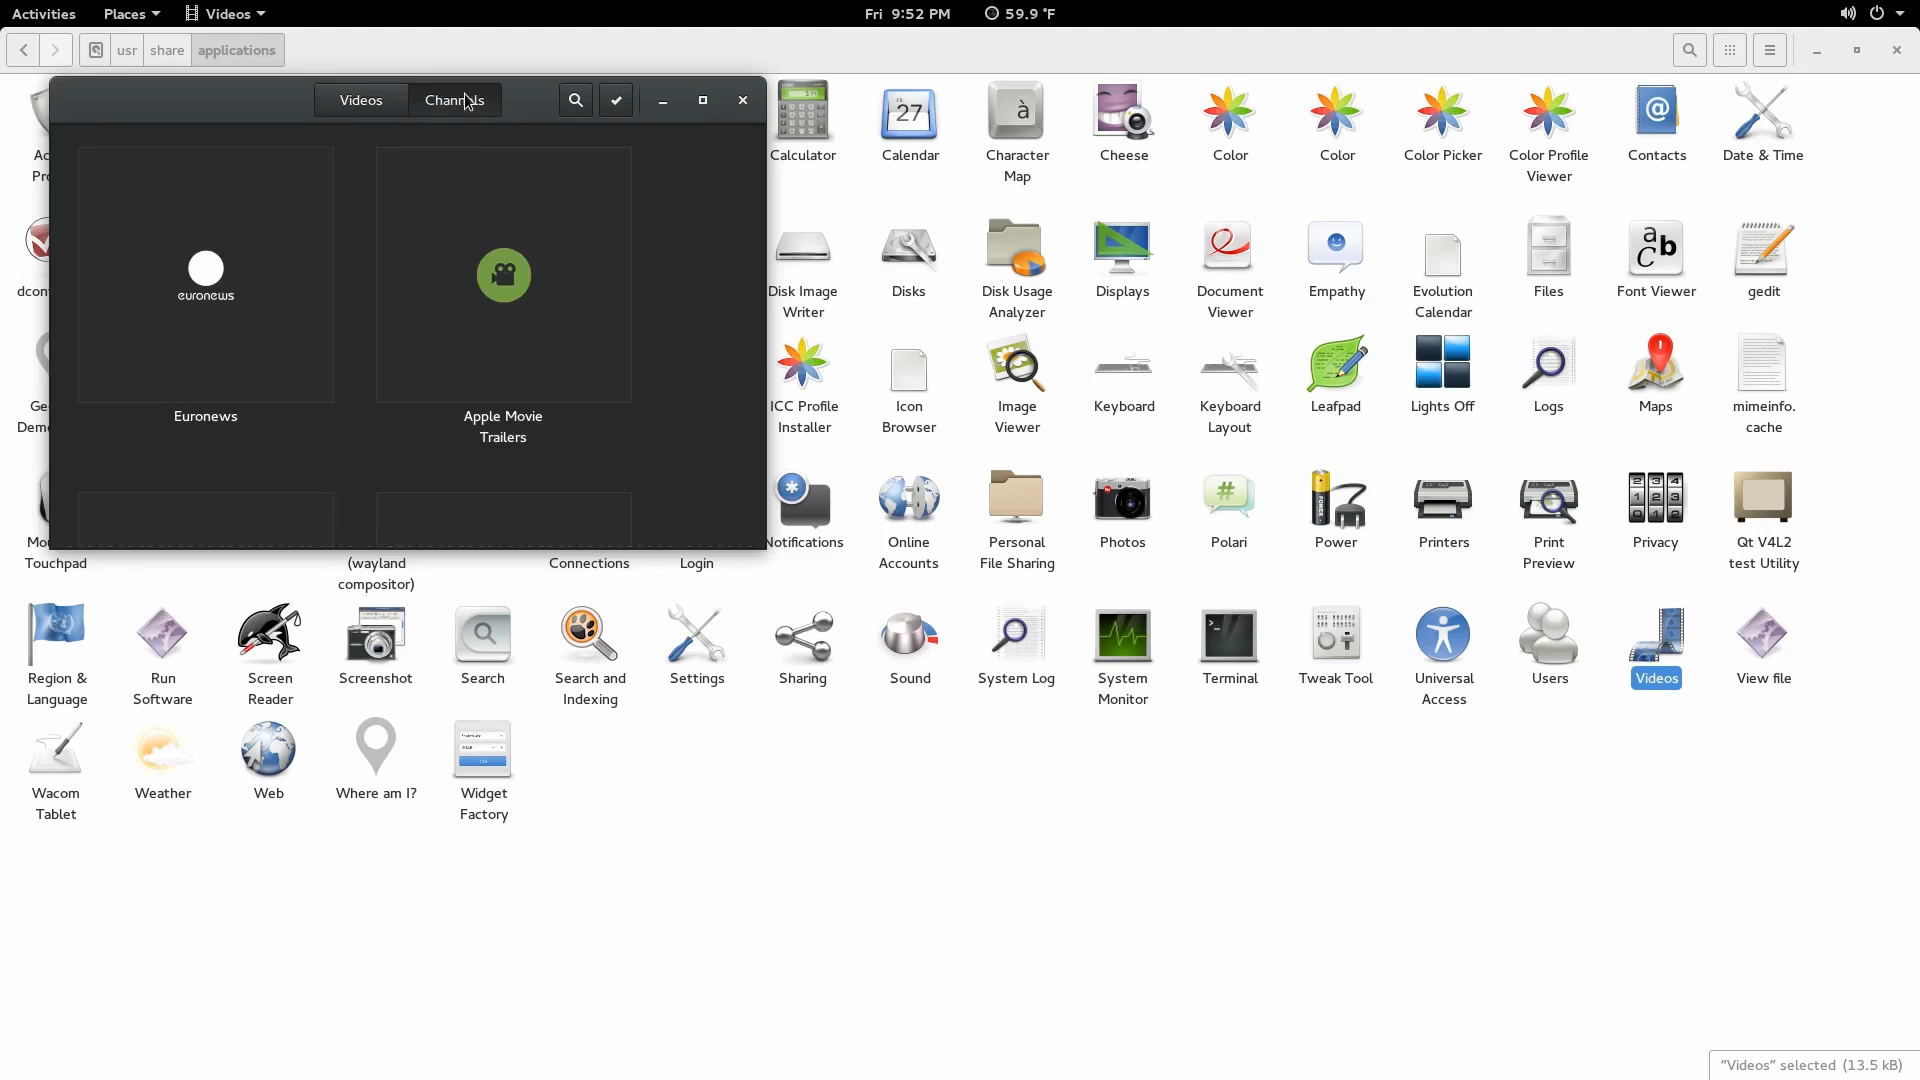 Activities Places Videos Fri 9:52 PM 59.9 °F
usr share applications
Videos Channels
euronews
Euronews
Apple Movie
Trailers
Calculator
FR
27
Calendar
à
Character
Map
Cheese
Color
Color
Color Picker
Color Profile
Viewer
@
Contacts
Date & Time
Disk Image
Writer
Disks
Disk Usage
Analyzer
Displays
Document
Viewer
Empathy
Evolution
Calendar
Files
a b c
Font Viewer
gedit
ICC Profile
Installer
Icon
Browser
Image
Viewer
Keyboard
Keyboard
Layout
Leafpad
Lights Off
Logs
Maps
mimeinfo.
cache
Touchpad
(wayland
compositor)
Connections
Login
Notifications
Online
Accounts
Personal
File Sharing
Photos
#
Polari
POWER
Power
Printers
Print
Preview
Privacy
Qt V4L2
test Utility
Region &
Language
Run
Software
Screen
Reader
Screenshot
Search
Search and
Indexing
Settings
Sharing
Sound
System Log
System
Monitor
>_
Terminal
Tweak Tool
Universal
Access
Users
Videos
View file
Wacom
Tablet
Weather
Web
Where am I?
Widget
Factory
"Videos" selected (13.5 kB)